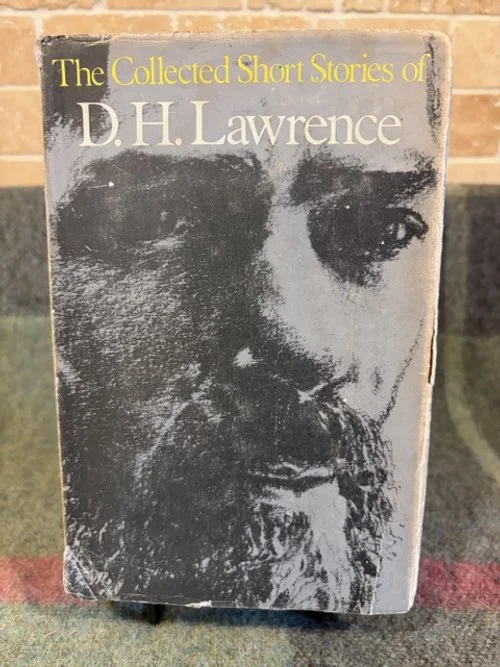 The Collected Short Stories of
D. H. Lawrence